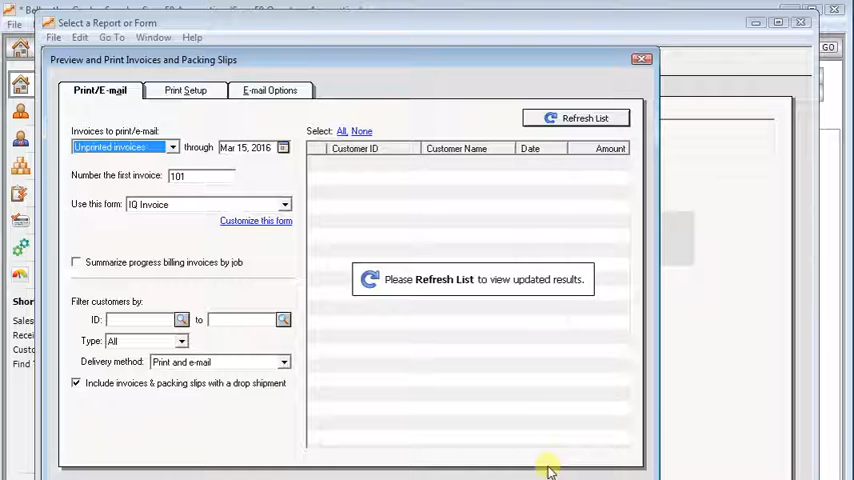 Select a Report or Form
File Edit Go To Window Help
File
GO
Preview and Print Invoices and Packing Slips
Print/E-mail Print Setup E-mail Options
Refresh List
Invoices to print/e-mail:
Select: All, None
Unprinted invoices through Mar 15, 2016
Customer ID Customer Name Date Amount
Number the first invoice: 101
Use this form: IQ Invoice
Customize this form
Summarize progress billing invoices by job
Please Refresh List to view updated results.
Filter customers by:
ID: to
Type: All
Delivery method: Print and e-mail
Include invoices & packing slips with a drop shipment
Shor
Sales
Recei
Custo
Find